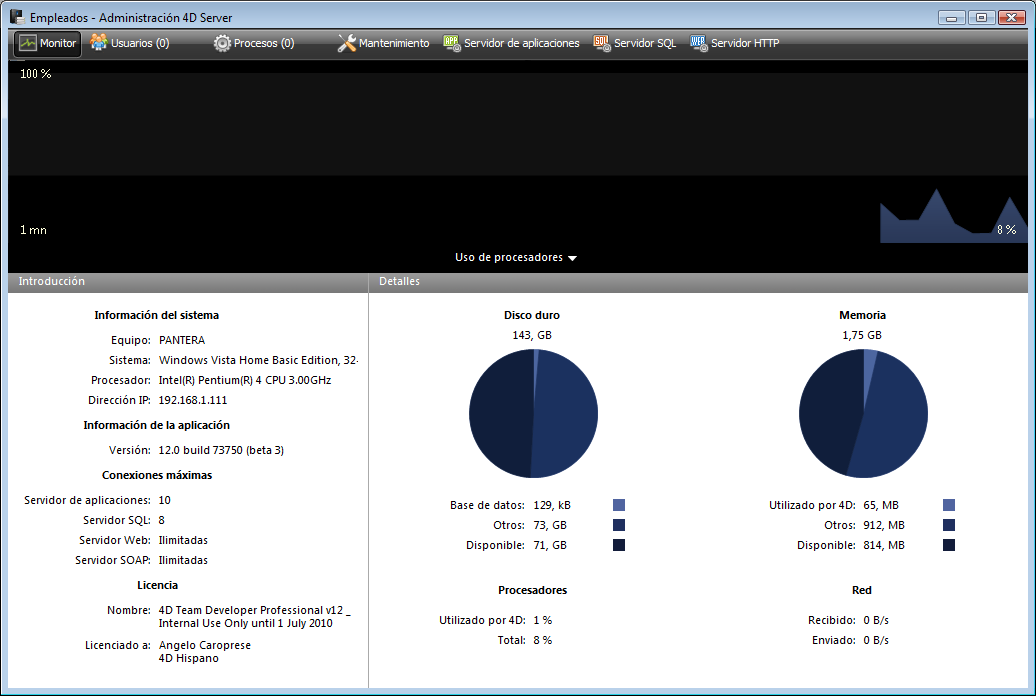 Empleados - Administración 4D Server
Monitor
Usuarios (0)
Procesos (0)
Mantenimiento
APP
Servidor de aplicaciones
SQL
Servidor SQL
WEB
Servidor HTTP
100 %
1 mn
8 %
Uso de procesadores
Introducción
Información del sistema
Equipo: PANTERA
Sistema: Windows Vista Home Basic Edition, 32-
Procesador: Intel(R) Pentium(R) 4 CPU 3.00GHz
Dirección IP: 192.168.1.111
Información de la aplicación
Versión: 12.0 build 73750 (beta 3)
Conexiones máximas
Servidor de aplicaciones: 10
Servidor SQL: 8
Servidor Web: Ilimitadas
Servidor SOAP: Ilimitadas
Licencia
Nombre: 4D Team Developer Professional v12 _
Internal Use Only until 1 July 2010
Licenciado a: Angelo Caroprese
4D Hispano
Detalles
Disco duro
143, GB
Base de datos: 129, kB
Otros: 73, GB
Disponible: 71, GB
Memoria
1,75 GB
Utilizado por 4D: 65, MB
Otros: 912, MB
Disponible: 814, MB
Procesadores
Utilizado por 4D: 1 %
Total: 8 %
Red
Recibido: 0 B/s
Enviado: 0 B/s